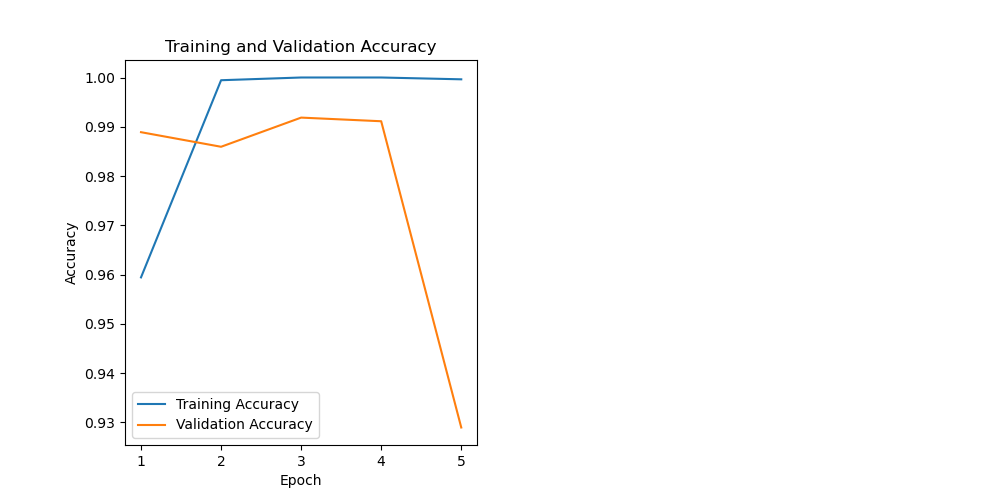 Training and Validation Accuracy
1.00
0.99
0.98
0.97
0.96
0.95
0.94
0.93
Accuracy
Training Accuracy
Validation Accuracy
1 2 3 4 5
Epoch